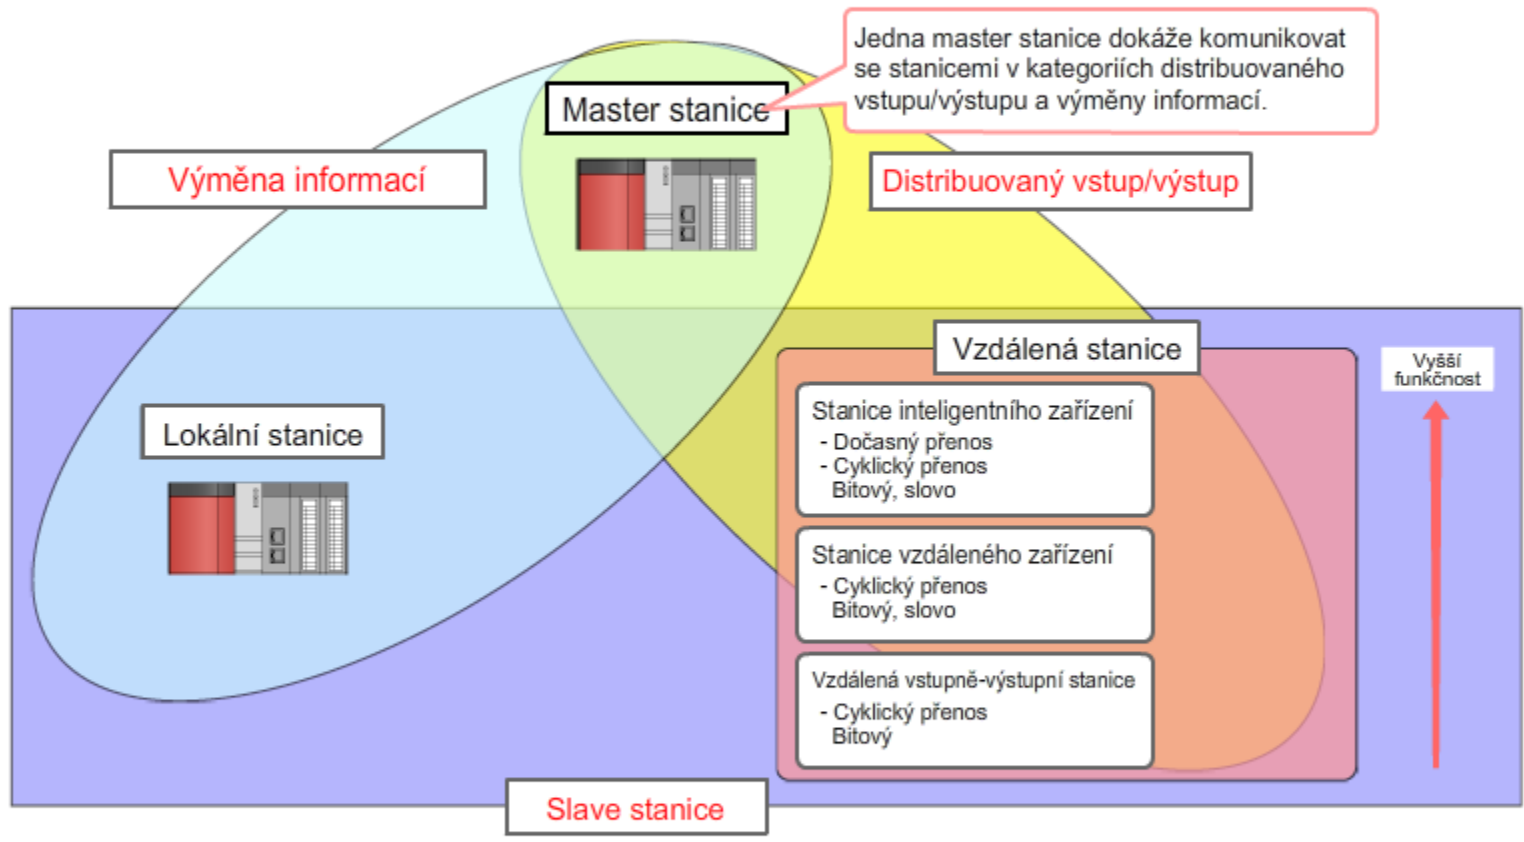 Jedna master stanice dokáže komunikovat
se stanicemi v kategoriích distribuovaného
vstupu/výstupu a výměny informací.
Master stanice
Výměna informací
Distribuovaný vstup/výstup
Vzdálená stanice
Vyšší
funkčnost
Stanice inteligentního zařízení
- Dočasný přenos
- Cyklický přenos
Bitový, slovo
Lokální stanice
Stanice vzdáleného zařízení
- Cyklický přenos
Bitový, slovo
Vzdálená vstupně-výstupní stanice
- Cyklický přenos
Bitový
Slave stanice